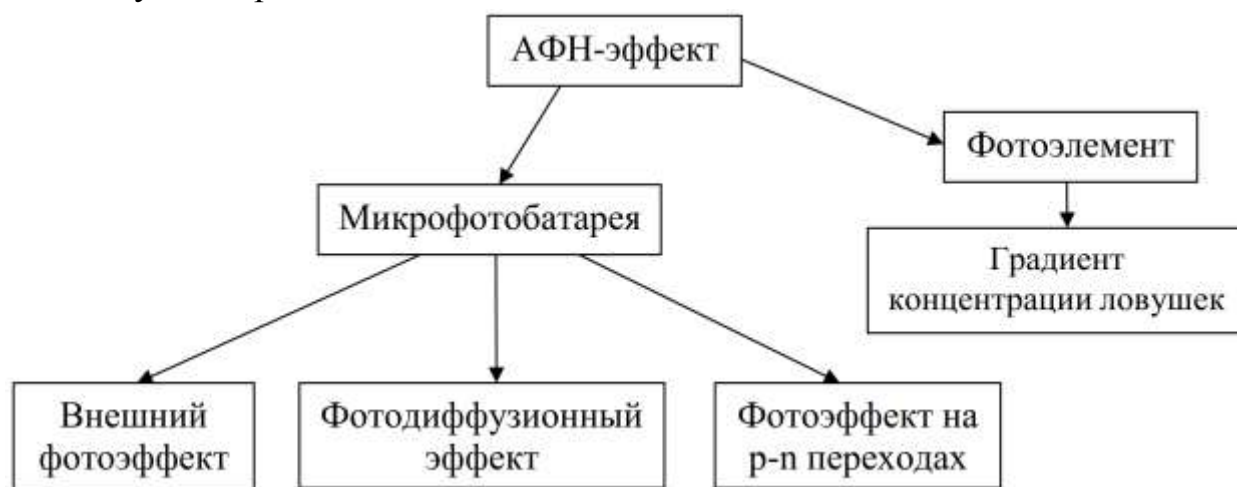 АФН-эффект
Фотоэлемент
Микрофотобатарея
Градиент
концентрации ловушек
Внешний
фотоэффект
Фотодиффузионный
эффект
Фотоэффект на
p-n переходах